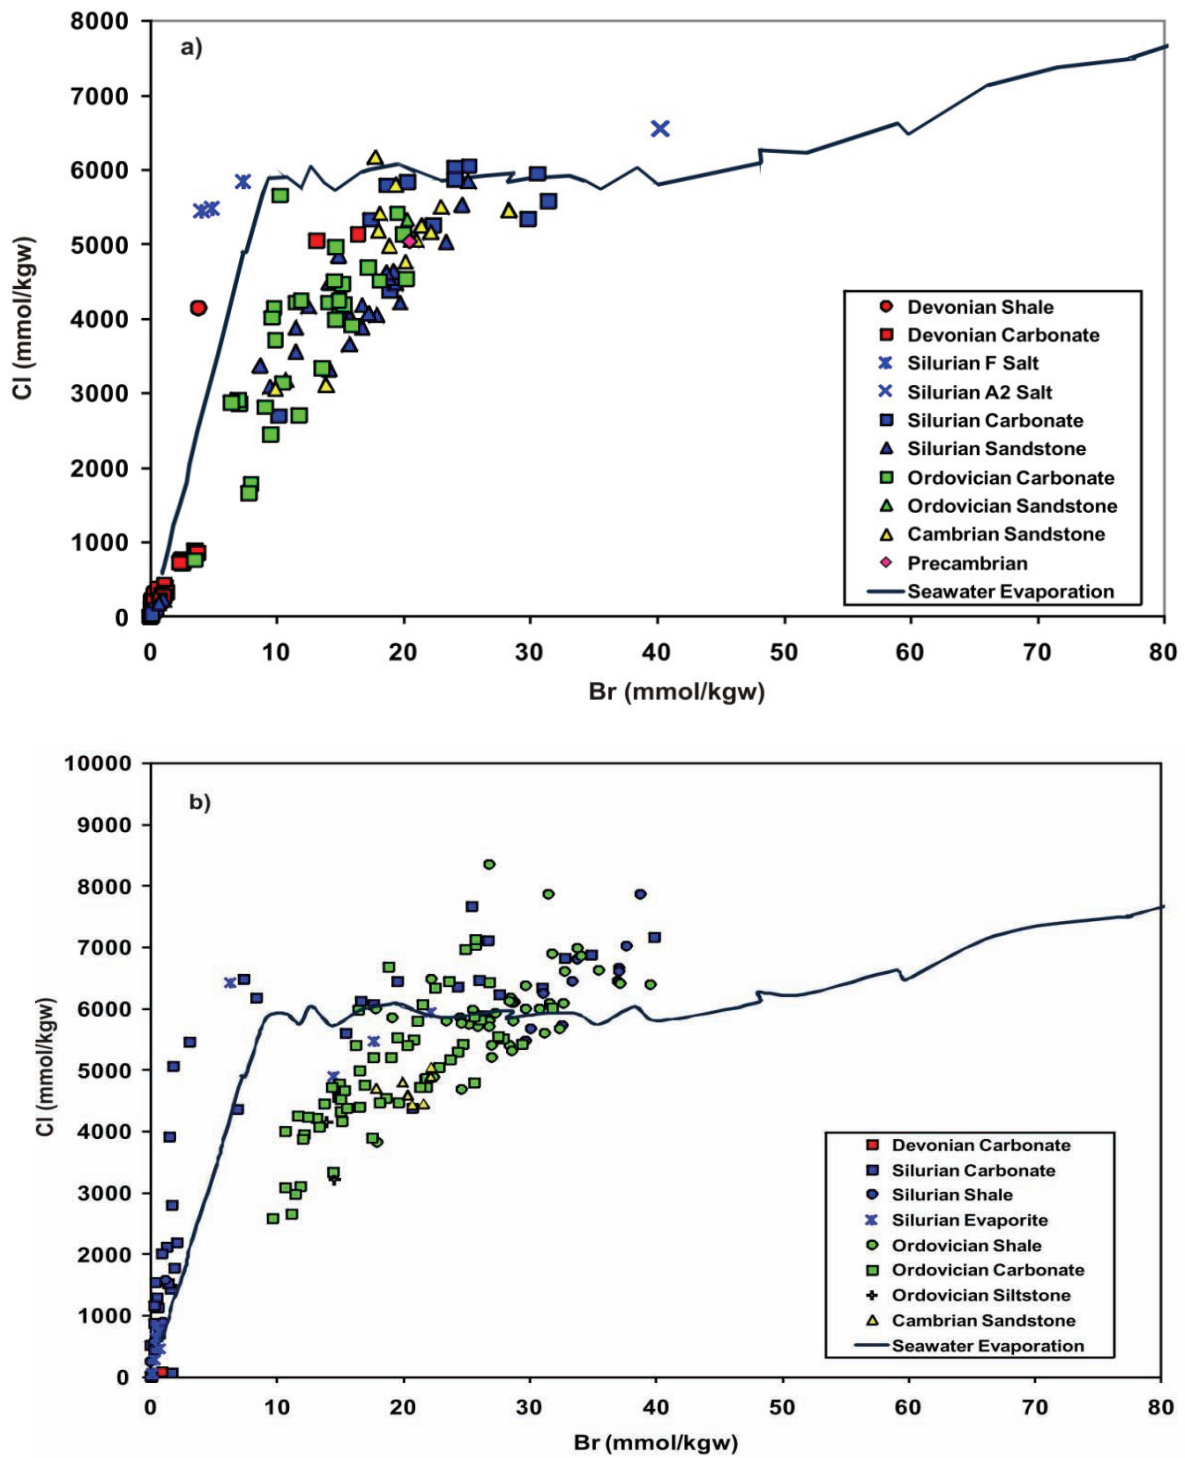 8000
a)
7000
6000
5000
4000
3000
2000
1000
0
Cl (mmol/kgw)
Devonian Shale
Devonian Carbonate
Silurian F Salt
Silurian A2 Salt
Silurian Carbonate
Silurian Sandstone
Ordovician Carbonate
Ordovician Sandstone
Cambrian Sandstone
Precambrian
Seawater Evaporation
0 10 20 30 40 50 60 70 80
Br (mmol/kgw)
10000
b)
9000
8000
7000
6000
5000
4000
3000
2000
1000
0
Cl (mmol/kgw)
Devonian Carbonate
Silurian Carbonate
Silurian Shale
Silurian Evaporite
Ordovician Shale
Ordovician Carbonate
Ordovician Siltstone
Cambrian Sandstone
Seawater Evaporation
0 10 20 30 40 50 60 70 80
Br (mmol/kgw)